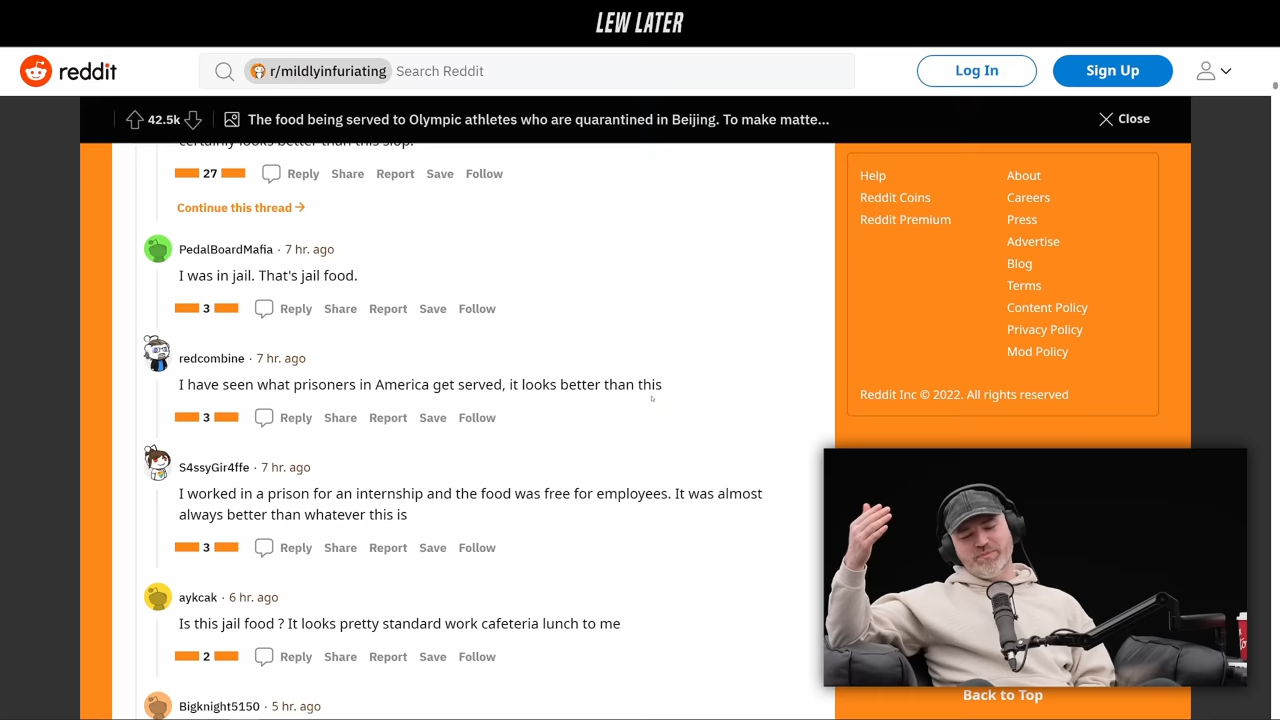 LEW LATER
reddit
r/mildlyinfuriating Search Reddit
Log In
Sign Up
42.5k
The food being served to Olympic athletes who are quarantined in Beijing. To make matte...
Close
certainly looks better than this slop.
27 Reply Share Report Save Follow
Continue this thread →
PedalBoardMafia · 7 hr. ago
I was in jail. That's jail food.
3 Reply Share Report Save Follow
redcombine · 7 hr. ago
I have seen what prisoners in America get served, it looks better than this
3 Reply Share Report Save Follow
S4ssyGir4ffe · 7 hr. ago
I worked in a prison for an internship and the food was free for employees. It was almost
always better than whatever this is
3 Reply Share Report Save Follow
aykcak · 6 hr. ago
Is this jail food ? It looks pretty standard work cafeteria lunch to me
2 Reply Share Report Save Follow
Bigknight5150 · 5 hr. ago
Help
Reddit Coins
Reddit Premium
About
Careers
Press
Advertise
Blog
Terms
Content Policy
Privacy Policy
Mod Policy
Reddit Inc © 2022. All rights reserved
Back to Top